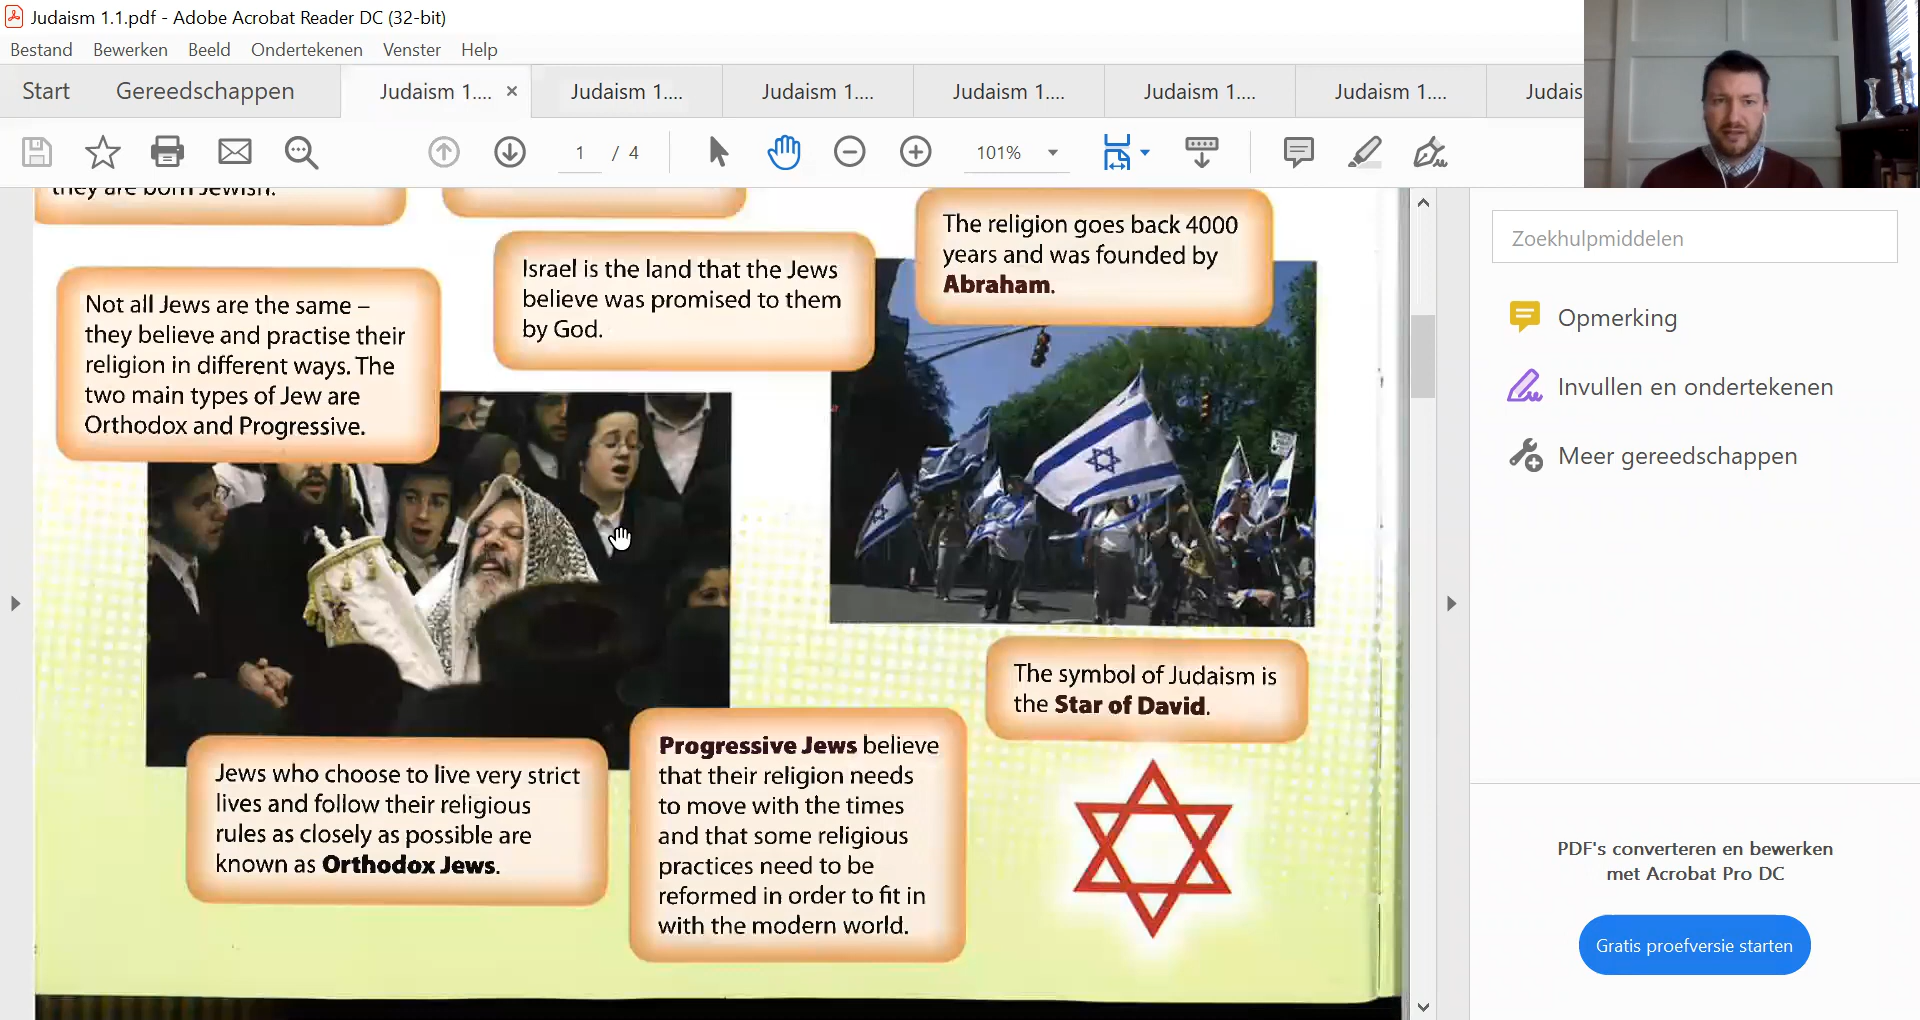 Judaism 1.1.pdf - Adobe Acrobat Reader DC (32-bit)
Bestand Bewerken Beeld Ondertekenen Venster Help
Start Gereedschappen Judaism 1.... × Judaism 1.... Judaism 1.... Judaism 1.... Judaism 1.... Judaism 1.... Judais
1 / 4 101%
they are born Jewish.
The religion goes back 4000
years and was founded by
Abraham.
Israel is the land that the Jews
believe was promised to them
by God.
Not all Jews are the same –
they believe and practise their
religion in different ways. The
two main types of Jew are
Orthodox and Progressive.
The symbol of Judaism is
the Star of David.
Jews who choose to live very strict
lives and follow their religious
rules as closely as possible are
known as Orthodox Jews.
Progressive Jews believe
that their religion needs
to move with the times
and that some religious
practices need to be
reformed in order to fit in
with the modern world.
Zoekhulpmiddelen
Opmerking
Invullen en ondertekenen
Meer gereedschappen
PDF's converteren en bewerken
met Acrobat Pro DC
Gratis proefversie starten